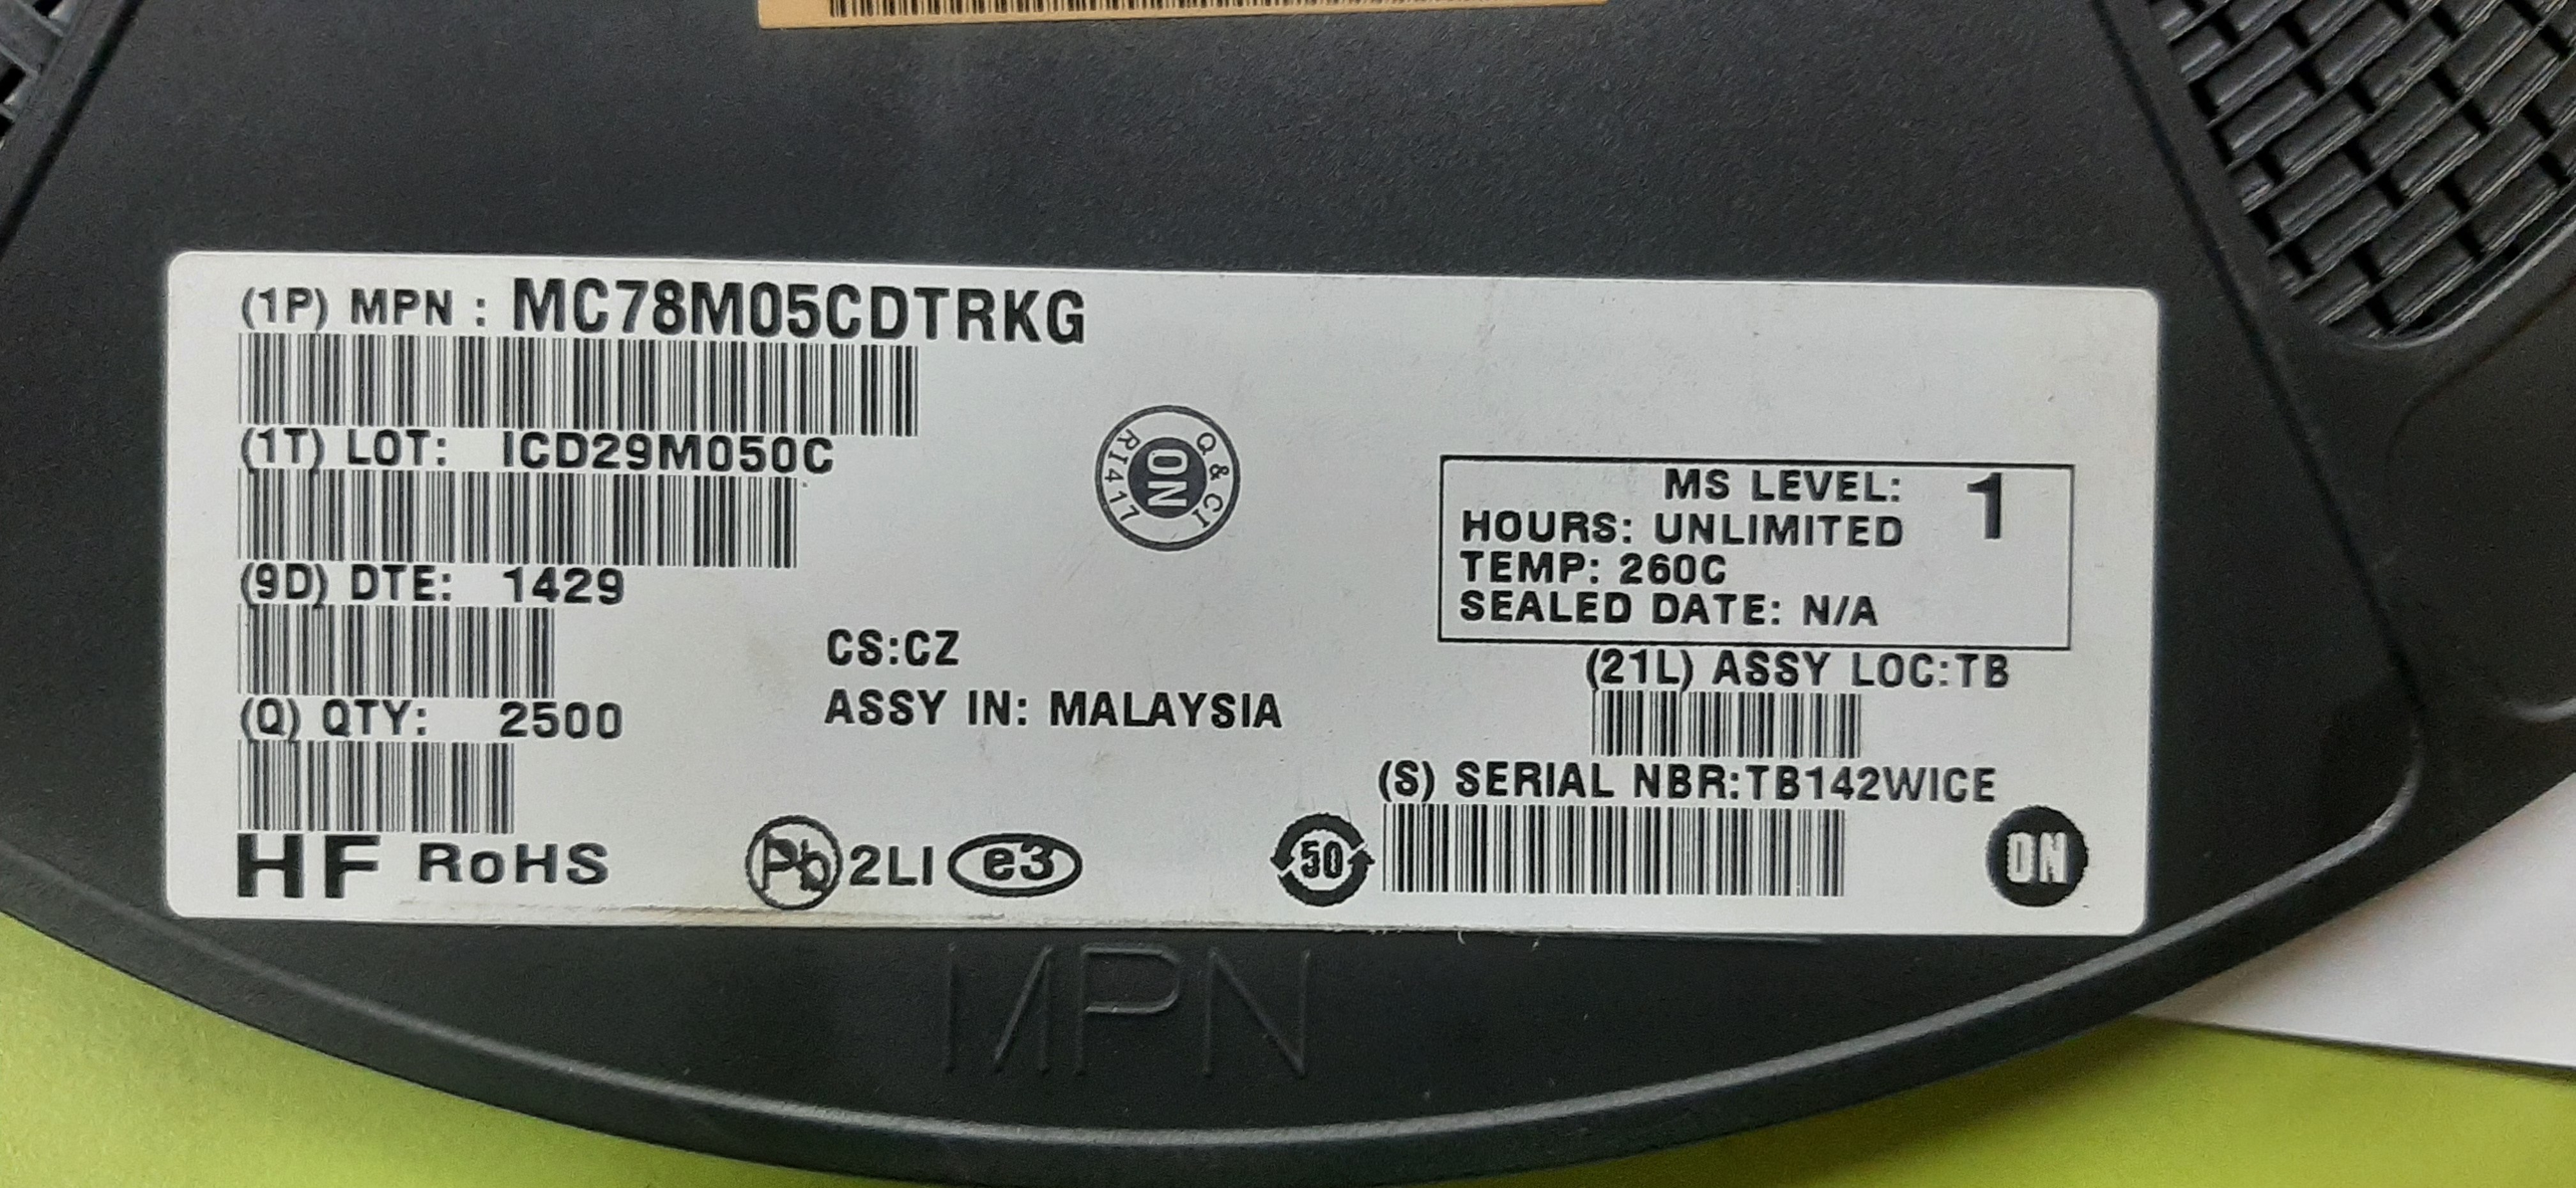 (1P) MPN : MC78M05CDTRKG
(1T) LOT: ICD29M050C
(9D) DTE: 1429
(Q) QTY: 2500
HF RoHS
Pb 2LI e3
ON
Q & CI
RI41L
CS:CZ
ASSY IN: MALAYSIA
MS LEVEL: 1
HOURS: UNLIMITED
TEMP: 260C
SEALED DATE: N/A
(21L) ASSY LOC:TB
(S) SERIAL NBR:TB142WICE
50
ON
MPN